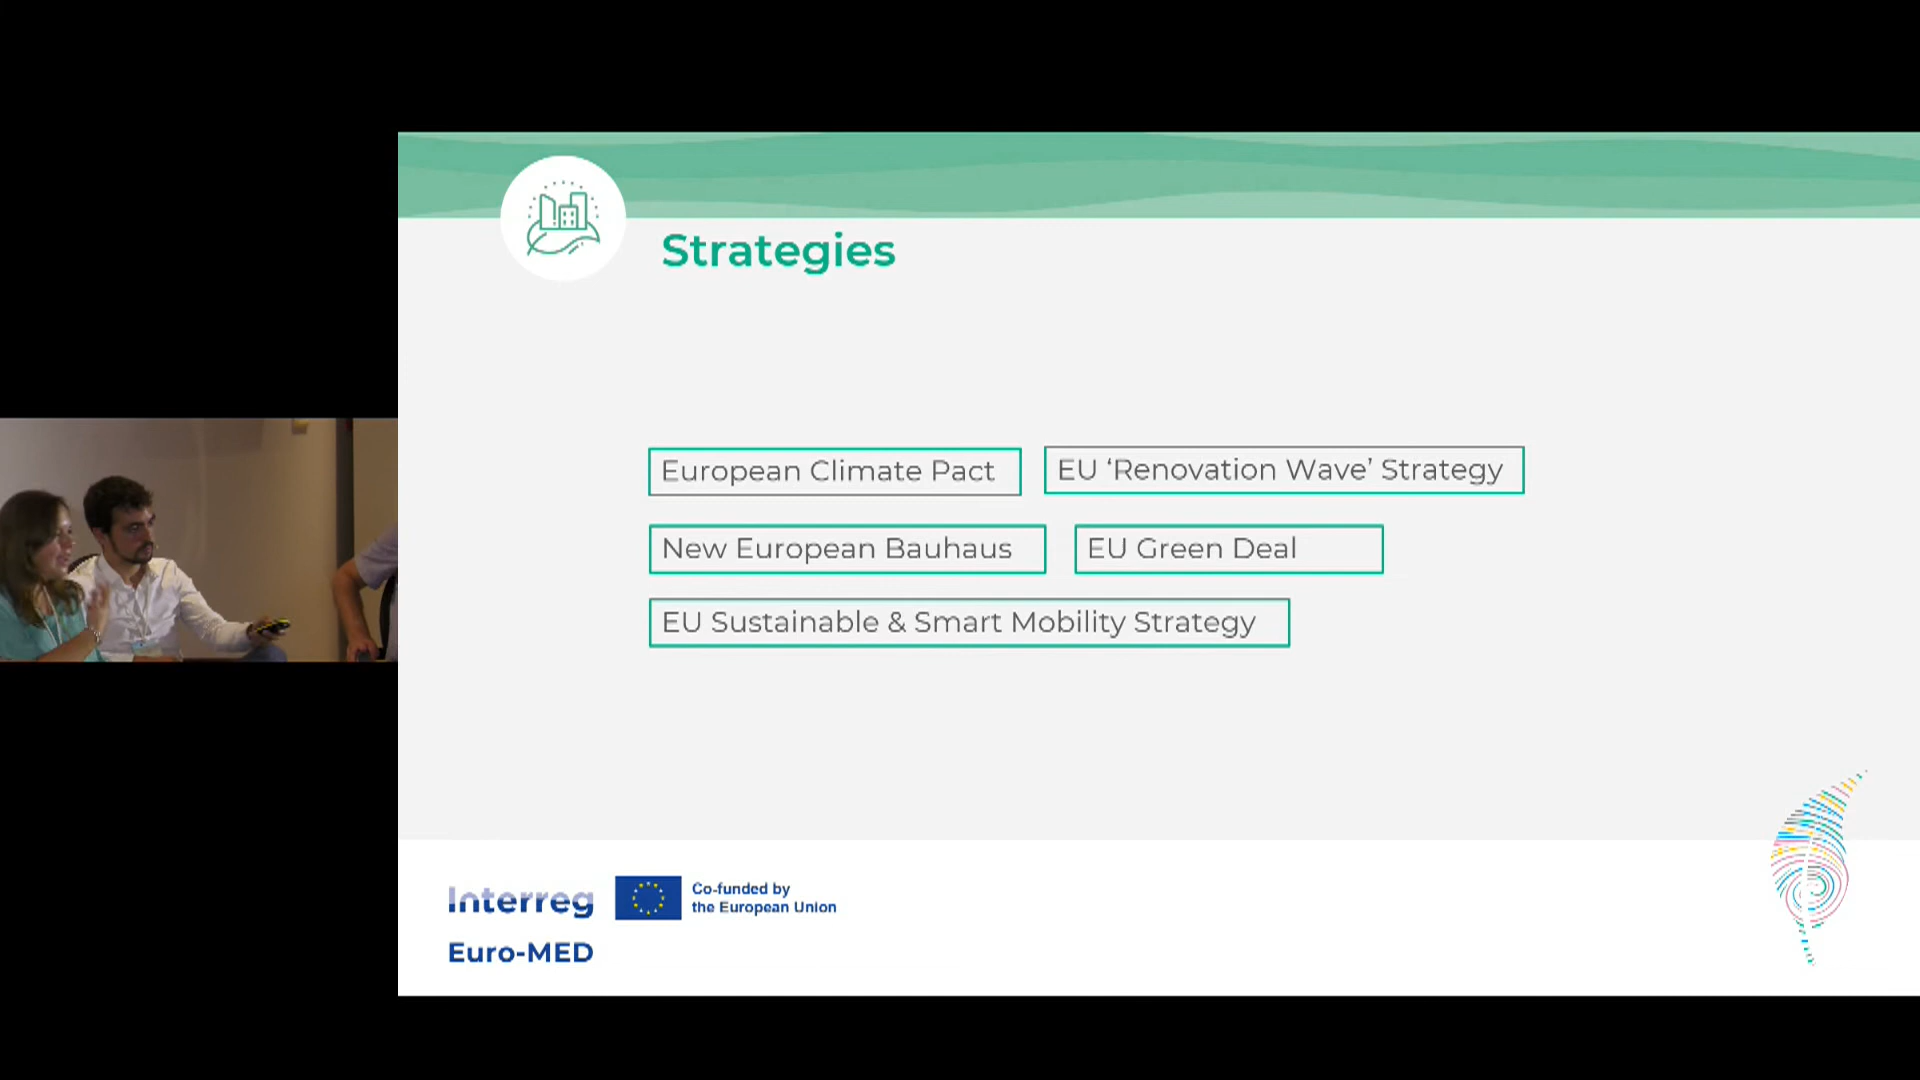 Strategies
European Climate Pact
EU ‘Renovation Wave’ Strategy
New European Bauhaus
EU Green Deal
EU Sustainable & Smart Mobility Strategy
Interreg
Co-funded by
the European Union
Euro-MED